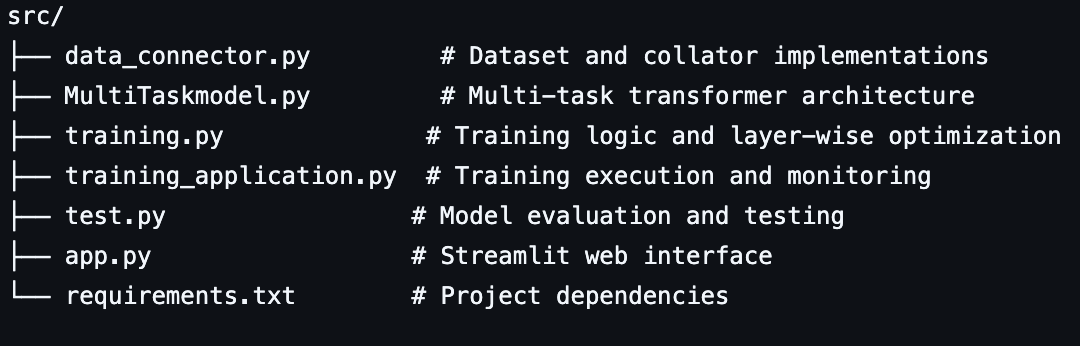 src/
├── data_connector.py         # Dataset and collator implementations
├── MultiTaskmodel.py         # Multi-task transformer architecture
├── training.py              # Training logic and layer-wise optimization
├── training_application.py  # Training execution and monitoring
├── test.py                 # Model evaluation and testing
├── app.py                  # Streamlit web interface
└── requirements.txt        # Project dependencies